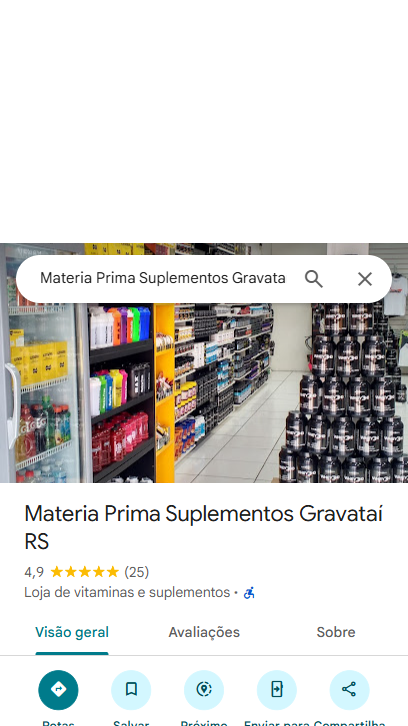 Materia Prima Suplementos Gravata
Materia Prima Suplementos Gravataí
RS
4,9 (25)
Loja de vitaminas e suplementos ·
Visão geral Avaliações Sobre
Rotas Salvar Próximo Enviar para Compartilha